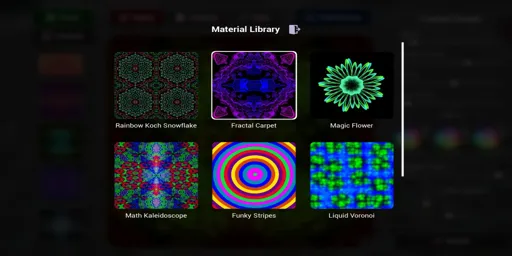 Material Library
Rainbow Koch Snowflake
Fractal Carpet
Magic Flower
Math Kaleidoscope
Funky Stripes
Liquid Voronoi